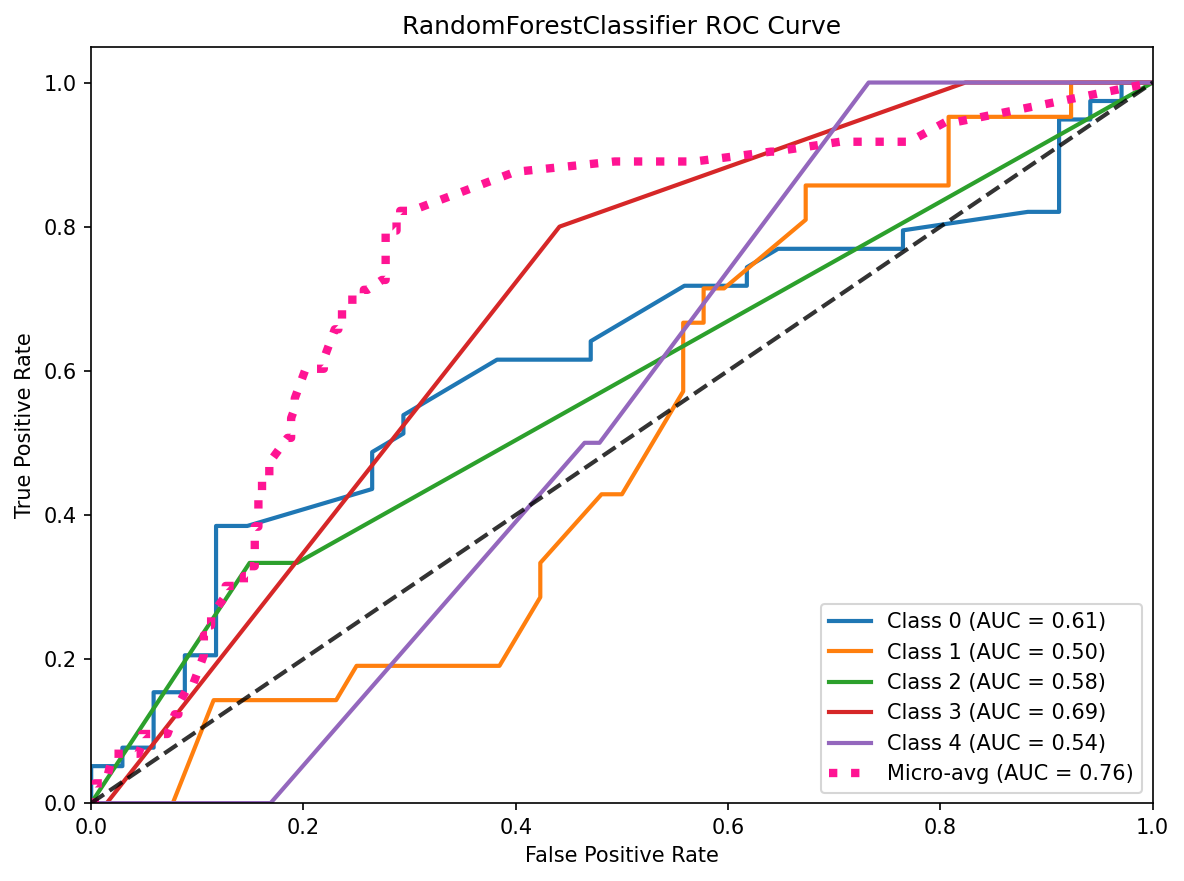 RandomForestClassifier ROC Curve
True Positive Rate
1.0
0.8
0.6
0.4
0.2
0.0
Class 0 (AUC = 0.61)
Class 1 (AUC = 0.50)
Class 2 (AUC = 0.58)
Class 3 (AUC = 0.69)
Class 4 (AUC = 0.54)
Micro-avg (AUC = 0.76)
0.0 0.2 0.4 0.6 0.8 1.0
False Positive Rate